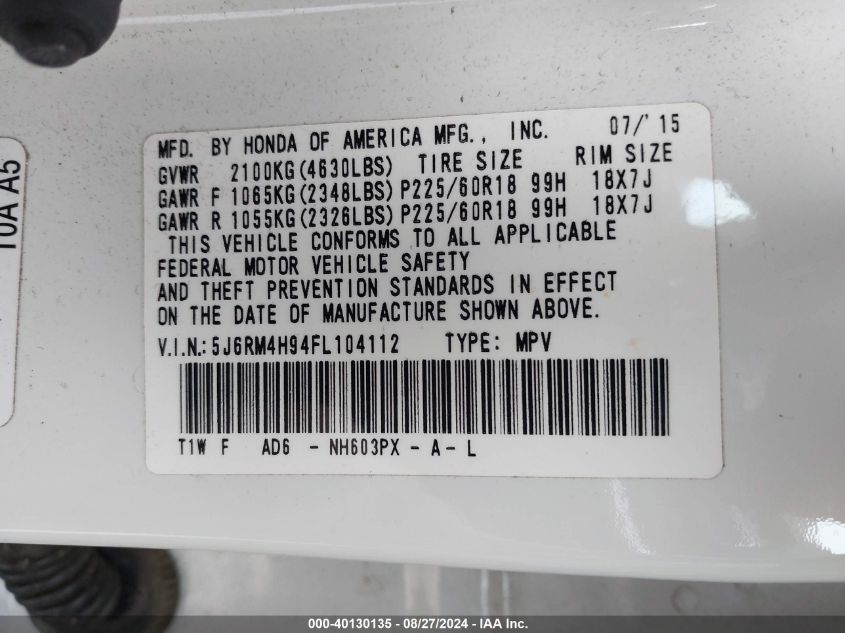 10A A5
MFD. BY HONDA OF AMERICA MFG., INC. 07/'15
GVWR 2100KG(4630LBS) TIRE SIZE RIM SIZE
GAWR F 1065KG(2348LBS) P225/60R18 99H 18X7J
GAWR R 1055KG(2326LBS) P225/60R18 99H 18X7J
THIS VEHICLE CONFORMS TO ALL APPLICABLE
FEDERAL MOTOR VEHICLE SAFETY
AND THEFT PREVENTION STANDARDS IN EFFECT
ON THE DATE OF MANUFACTURE SHOWN ABOVE.
V.I.N.: 5J6RM4H94FL104112 TYPE: MPV
T1W F AD6 - NH603PX - A - L
000-40130135 - 08/27/2024 - IAA Inc.